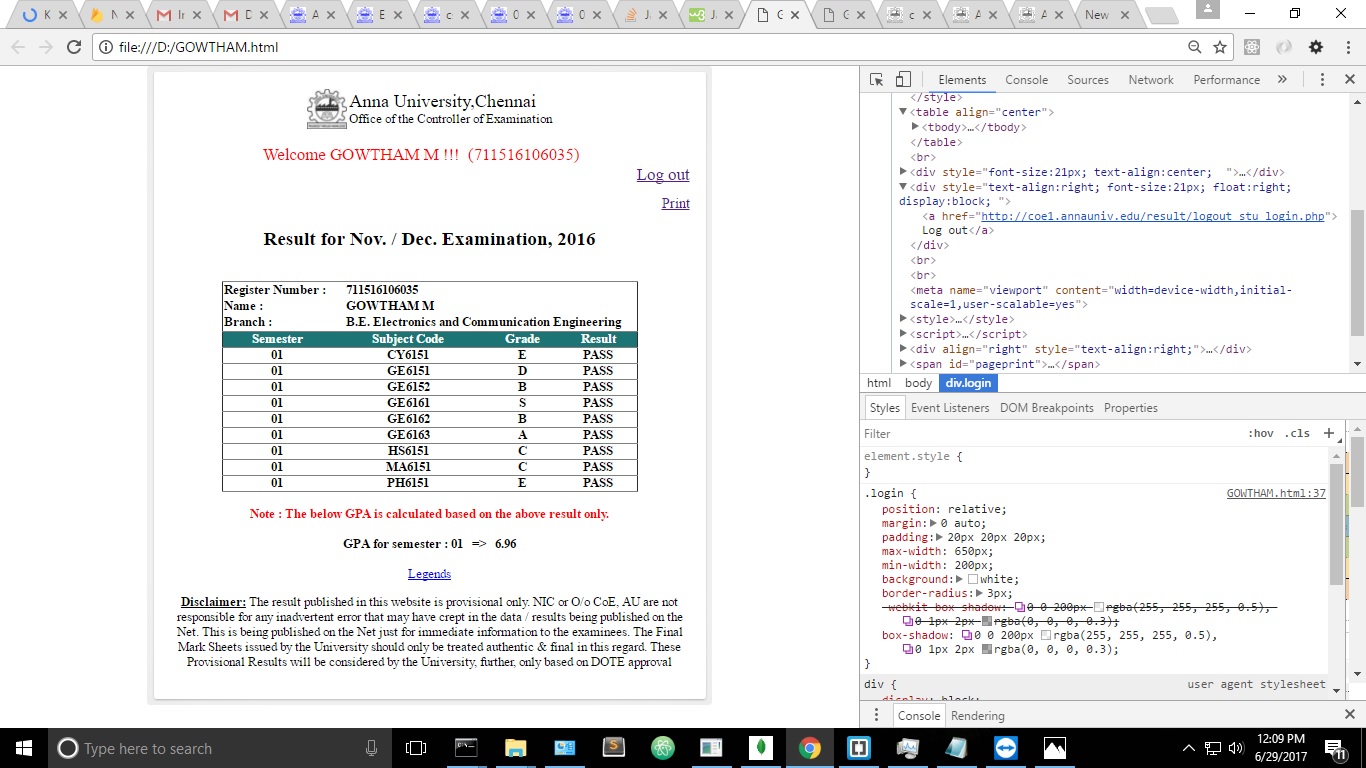 K
N
In
D
A
E
c
0
0
J
J
G
G
c
A
A
New
file:///D:/GOWTHAM.html
Anna University,Chennai
Office of the Controller of Examination
Welcome GOWTHAM M !!! (711516106035)
Log out
Print
Result for Nov. / Dec. Examination, 2016
Register Number : 711516106035
Name : GOWTHAM M
Branch : B.E. Electronics and Communication Engineering
Semester Subject Code Grade Result
01 CY6151 E PASS
01 GE6151 D PASS
01 GE6152 B PASS
01 GE6161 S PASS
01 GE6162 B PASS
01 GE6163 A PASS
01 HS6151 C PASS
01 MA6151 C PASS
01 PH6151 E PASS
Note : The below GPA is calculated based on the above result only.
GPA for semester : 01 => 6.96
Legends
Disclaimer: The result published in this website is provisional only. NIC or O/o CoE, AU are not
responsible for any inadvertent error that may have crept in the data / results being published on the
Net. This is being published on the Net just for immediate information to the examinees. The Final
Mark Sheets issued by the University should only be treated authentic & final in this regard. These
Provisional Results will be considered by the University, further, only based on DOTE approval
Elements Console Sources Network Performance »
</style>
<table align="center">
<tbody>…</tbody>
</table>
<br>
<div style="font-size:21px; text-align:center;  ">…</div>
<div style="text-align:right; font-size:21px; float:right;
display:block; ">
<a href="http://coe1.annauniv.edu/result/logout_stu_login.php">
Log out</a>
</div>
<br>
<br>
<meta name="viewport" content="width=device-width,initial-
scale=1,user-scalable=yes">
<style>…</style>
<script>…</script>
<div align="right" style="text-align:right;">…</div>
<span id="pageprint">…</span>
html body div.login
Styles Event Listeners DOM Breakpoints Properties
Filter :hov .cls +
element.style {
}
.login { GOWTHAM.html:37
position: relative;
margin: 0 auto;
padding: 20px 20px 20px;
max-width: 650px;
min-width: 200px;
background: white;
border-radius: 3px;
-webkit-box-shadow: 0 0 200px rgba(255, 255, 255, 0.5),
0 1px 2px rgba(0, 0, 0, 0.3);
box-shadow: 0 0 200px rgba(255, 255, 255, 0.5),
0 1px 2px rgba(0, 0, 0, 0.3);
}
div { user agent stylesheet
display: block;
Console Rendering
Type here to search
12:09 PM
6/29/2017
11